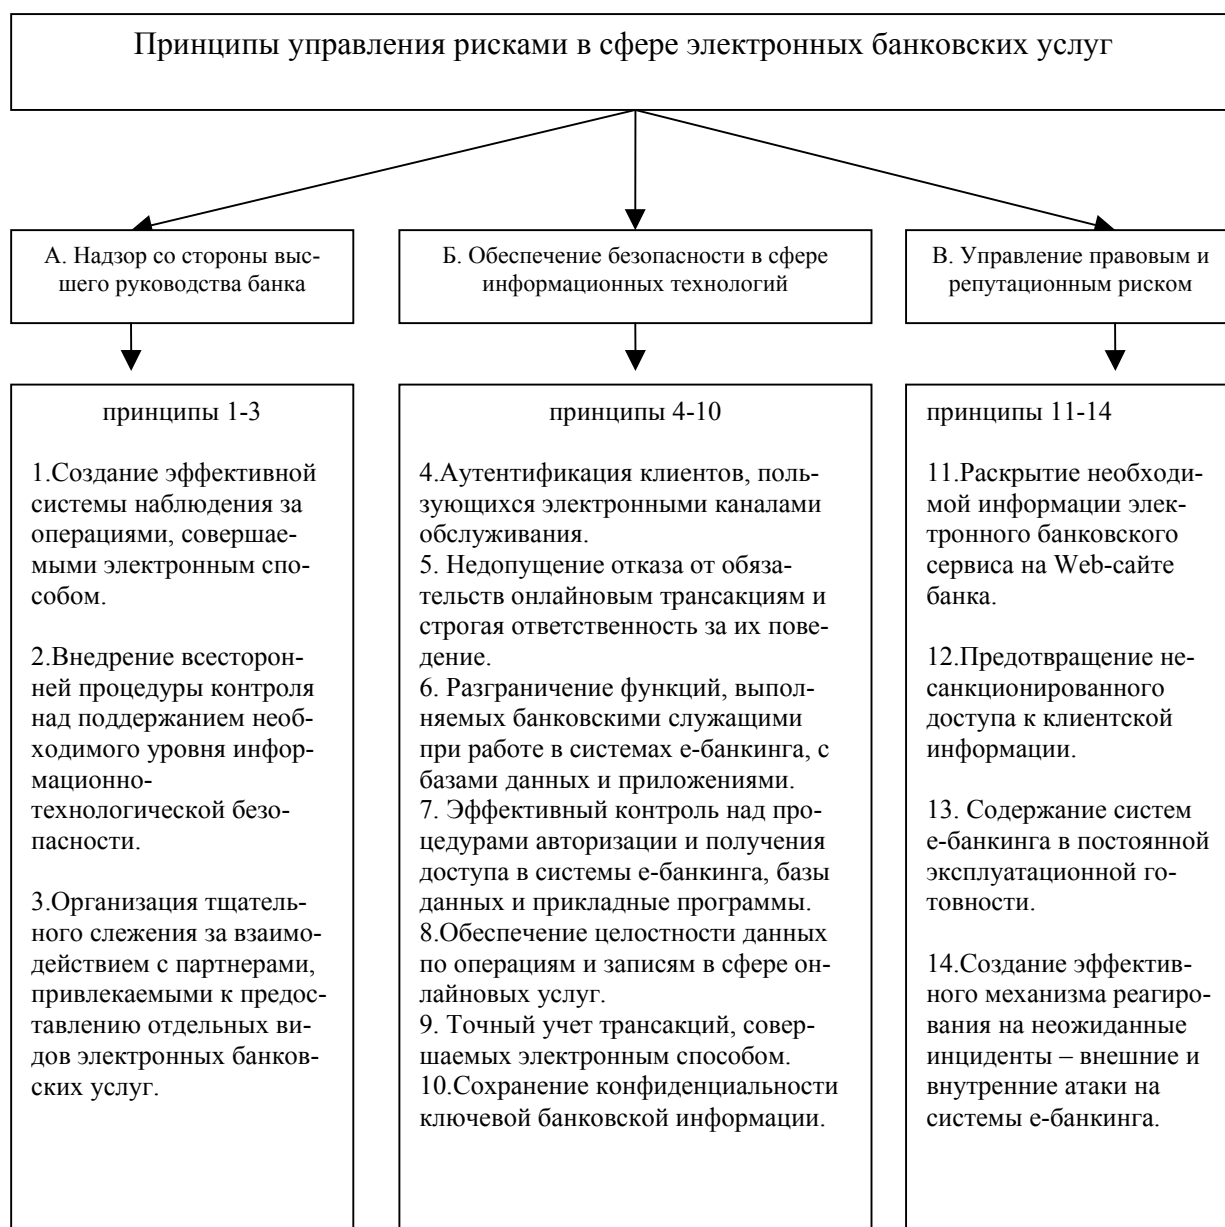 Принципы управления рисками в сфере электронных банковских услуг
А. Надзор со стороны выс-
шего руководства банка
Б. Обеспечение безопасности в сфере
информационных технологий
В. Управление правовым и
репутационным риском
принципы 1-3
1.Создание эффективной
системы наблюдения за
операциями, совершае-
мыми электронным спо-
собом.
2.Внедрение всесторон-
ней процедуры контроля
над поддержанием необ-
ходимого уровня инфор-
мационно-
технологической безо-
пасности.
3.Организация тщатель-
ного слежения за взаимо-
действием с партнерами,
привлекаемыми к предос-
тавлению отдельных ви-
дов электронных банков-
ских услуг.
принципы 4-10
4.Аутентификация клиентов, поль-
зующихся электронными каналами
обслуживания.
5. Недопущение отказа от обяза-
тельств онлайновым трансакциям и
строгая ответственность за их пове-
дение.
6. Разграничение функций, выпол-
няемых банковскими служащими
при работе в системах е-банкинга, с
базами данных и приложениями.
7. Эффективный контроль над про-
цедурами авторизации и получения
доступа в системы е-банкинга, базы
данных и прикладные программы.
8.Обеспечение целостности данных
по операциям и записям в сфере он-
лайновых услуг.
9. Точный учет трансакций, совер-
шаемых электронным способом.
10.Сохранение конфиденциальности
ключевой банковской информации.
принципы 11-14
11.Раскрытие необходи-
мой информации элек-
тронного банковского
сервиса на Web-сайте
банка.
12.Предотвращение не-
санкционированного
доступа к клиентской
информации.
13. Содержание систем
е-банкинга в постоянной
эксплуатационной го-
товности.
14.Создание эффектив-
ного механизма реагиро-
вания на неожиданные
инциденты – внешние и
внутренние атаки на
системы е-банкинга.